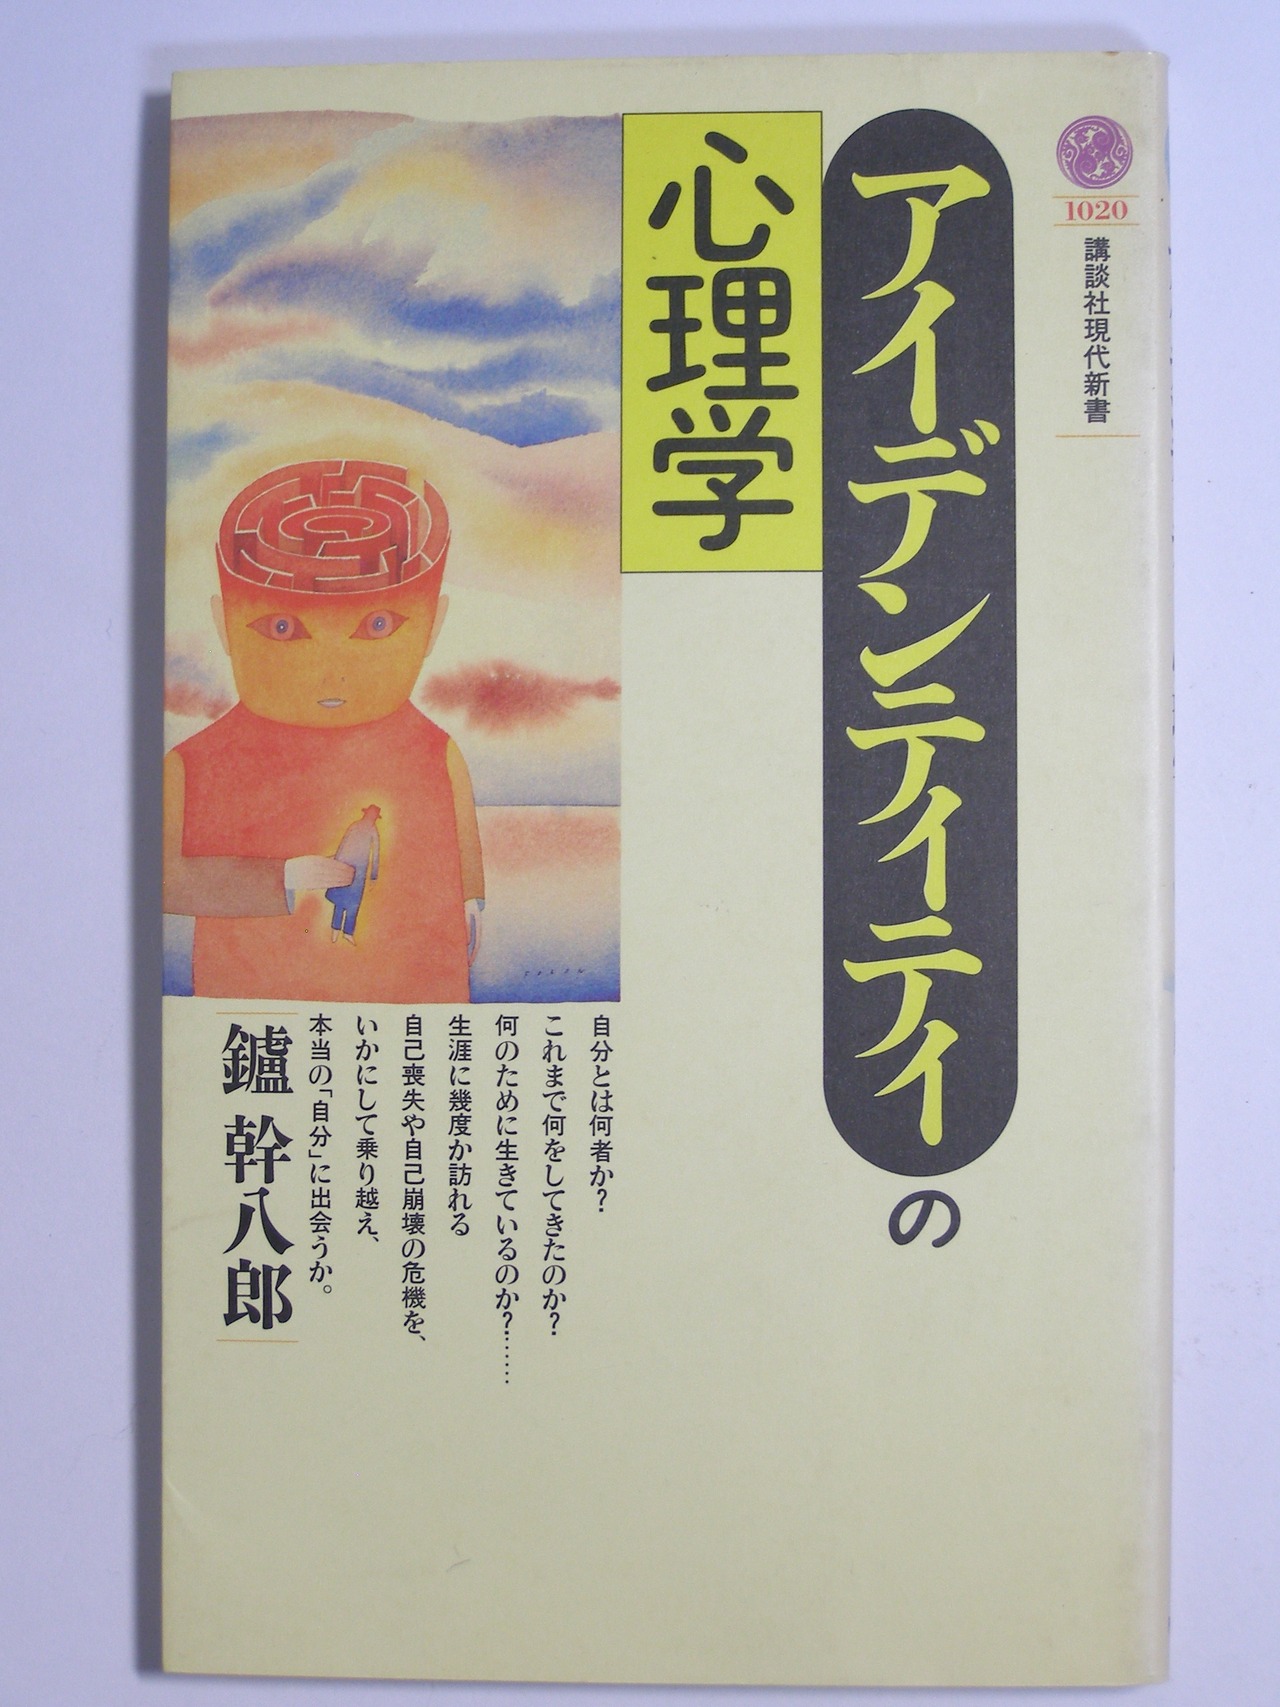 1020
講談社現代新書
アイデンティティの
心理学
自分とは何者か?
これまで何をしてきたのか?
何のために生きているのか?……
生涯に幾度か訪れる
自己喪失や自己崩壊の危機を、
いかにして乗り越え、
本当の「自分」に出会うか。
鑪 幹八郎